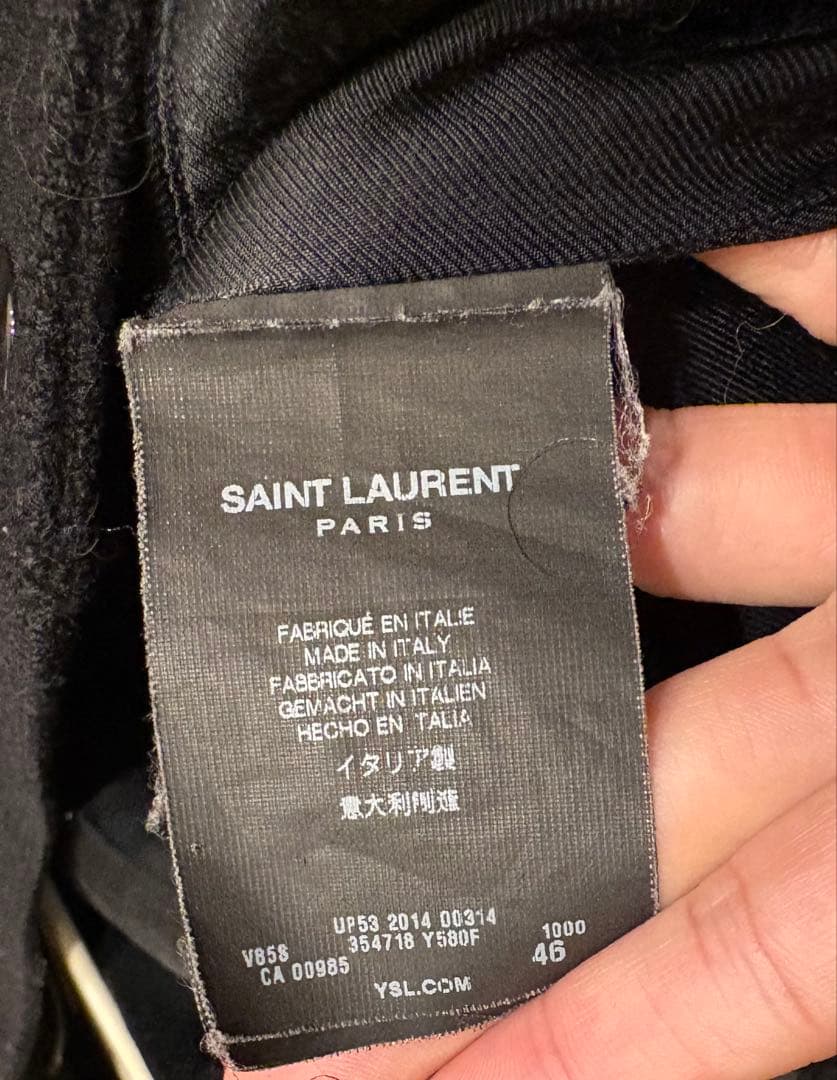 SAINT LAURENT
PARIS
FABRIQUÉ EN ITALIE
MADE IN ITALY
FABBRICATO IN ITALIA
GEMACHT IN ITALIEN
HECHO EN ITALIA
イタリア製
意大利制造
UP53 2014 00314
V858 354718 Y580F 1000
CA 00985 46
YSL.COM